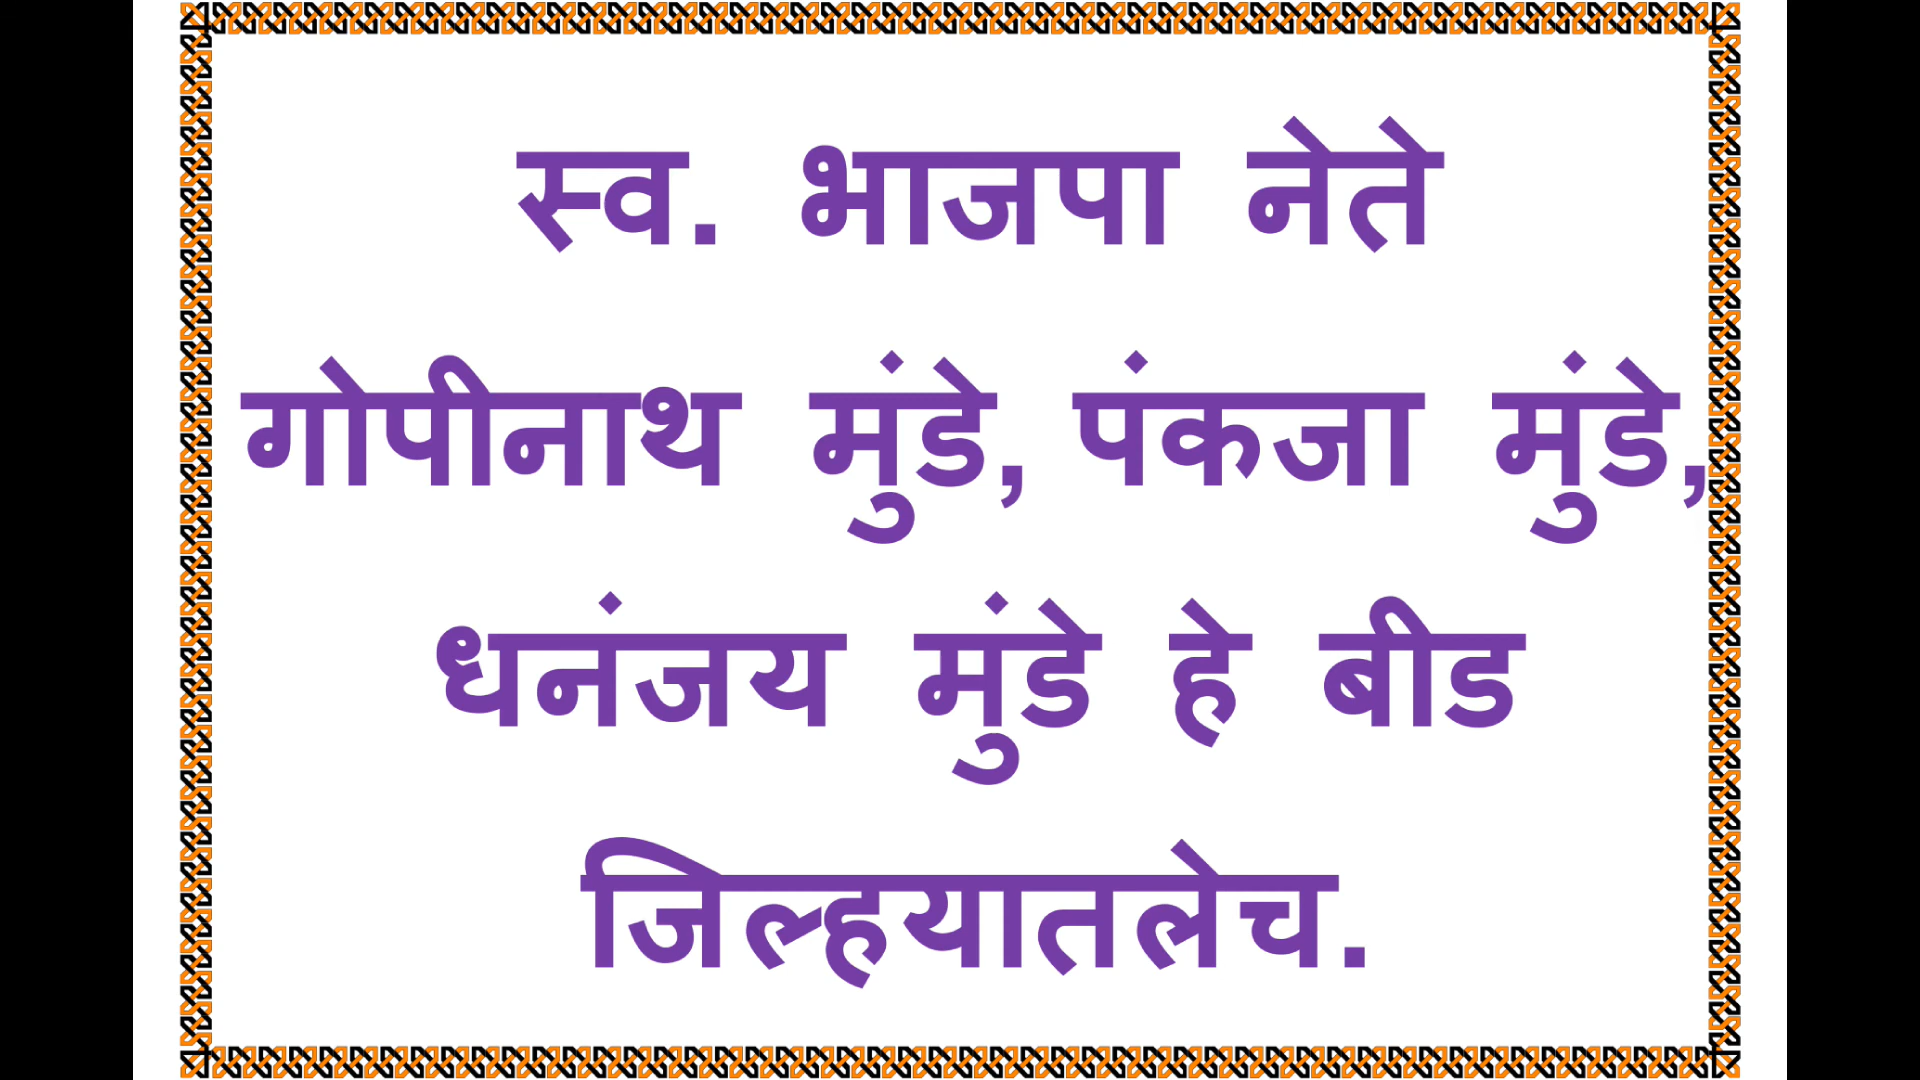 स्व. भाजपा नेते
गोपीनाथ मुंडे, पंकजा मुंडे,
धनंजय मुंडे हे बीड
जिल्हयातलेच.